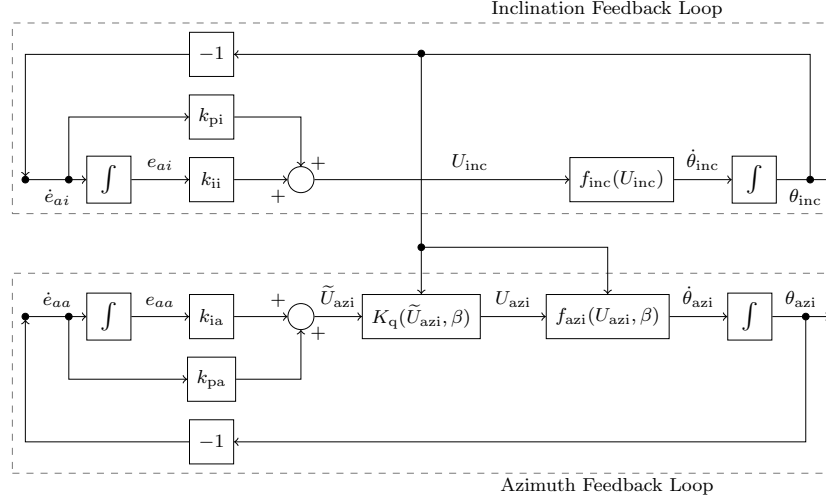 Inclination Feedback Loop
−1
k_pi
ė_ai ∫ e_ai k_ii + + U_inc f_inc(U_inc) θ̇_inc ∫ θ_inc
ė_aa ∫ e_aa k_ia + + Ũ_azi K_q(Ũ_azi, β) U_azi f_azi(U_azi, β) θ̇_azi ∫ θ_azi
k_pa
−1
Azimuth Feedback Loop